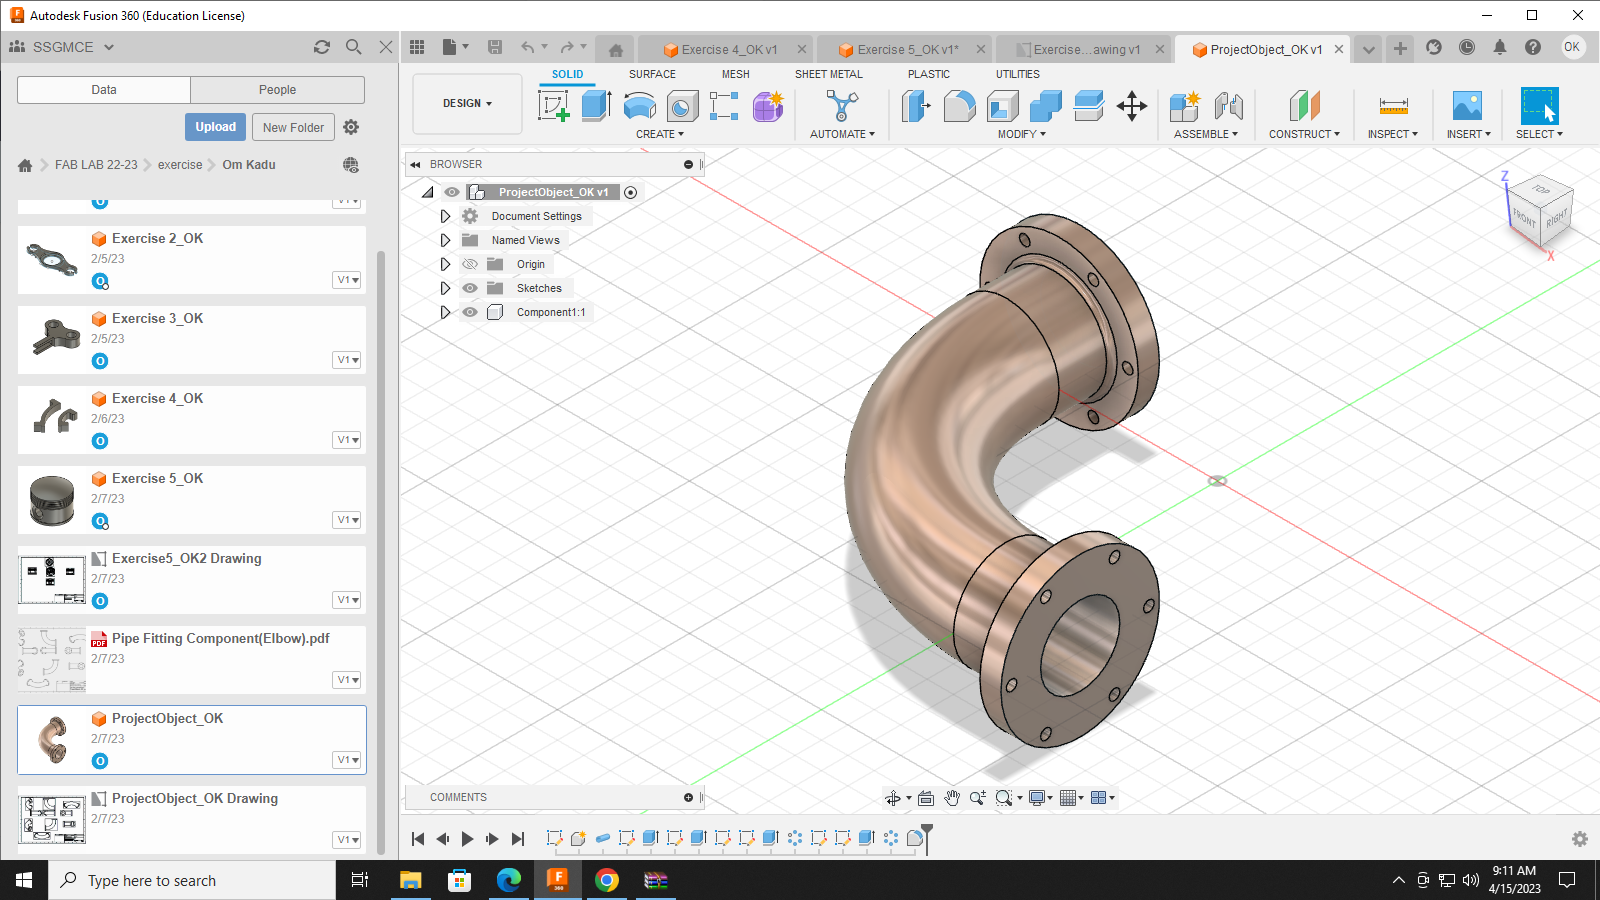 Autodesk Fusion 360 (Education License)
SSGMCE
Exercise 4_OK v1
Exercise 5_OK v1*
Exercise...awing v1
ProjectObject_OK v1
OK
Data
People
Upload
New Folder
FAB LAB 22-23
exercise
Om Kadu
DESIGN
SOLID
SURFACE
MESH
SHEET METAL
PLASTIC
UTILITIES
CREATE
AUTOMATE
MODIFY
ASSEMBLE
CONSTRUCT
INSPECT
INSERT
SELECT
BROWSER
ProjectObject_OK v1
Document Settings
Named Views
Origin
Sketches
Component1:1
Z
TOP
FRONT
RIGHT
X
Exercise 2_OK
2/5/23
O
V1
Exercise 3_OK
2/5/23
O
V1
Exercise 4_OK
2/6/23
O
V1
Exercise 5_OK
2/7/23
O
V1
Exercise5_OK2 Drawing
2/7/23
O
V1
PDF
Pipe Fitting Component(Elbow).pdf
2/7/23
V1
ProjectObject_OK
2/7/23
O
V1
ProjectObject_OK Drawing
2/7/23
V1
COMMENTS
Type here to search
F
360
9:11 AM
4/15/2023